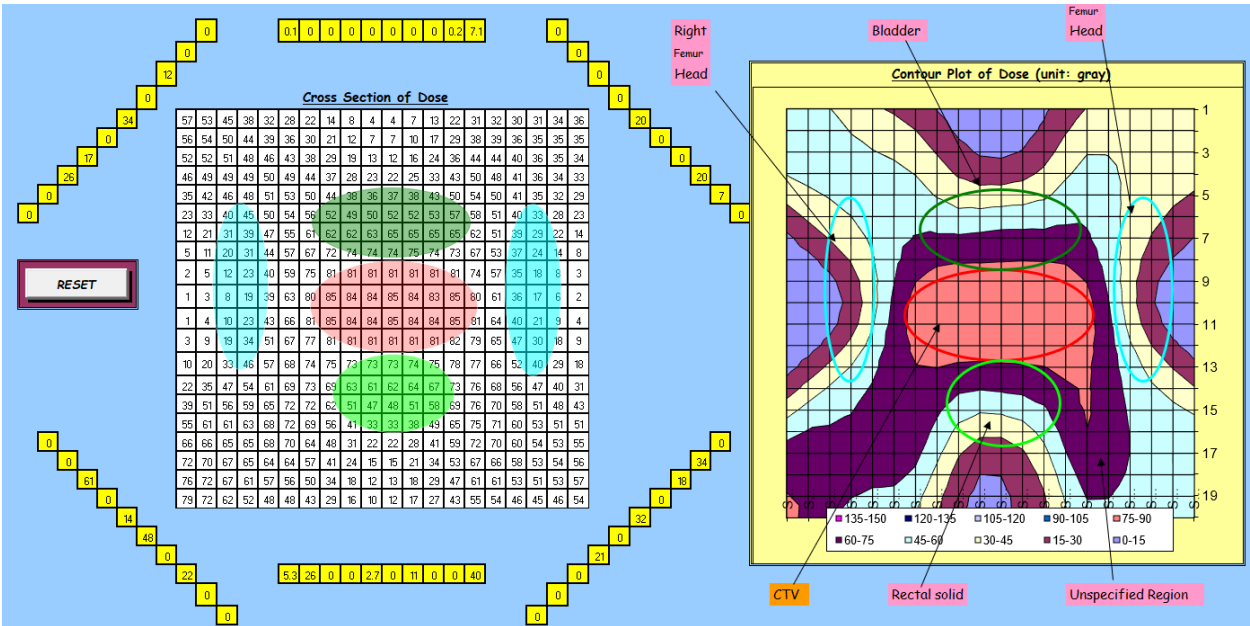 0
0
12
0
34
17
26
0
0
0.1 0 0 0 0 0 0 0 0.2 7.1
0
0
0
0
20
0
20
7
0
Cross Section of Dose
57 53 45 38 32 28 22 14 8 4 4 7 13 22 31 32 30 31 34 36
56 54 50 44 39 36 30 21 12 7 7 10 17 29 38 39 36 35 35 34
52 52 51 48 46 43 38 29 19 13 12 16 24 36 44 44 40 36 35 34
46 49 49 49 50 49 44 37 28 23 22 25 33 45 50 48 41 36 34 33
35 42 46 48 51 53 50 44 38 36 37 38 43 50 54 50 41 35 32 29
23 33 40 45 50 54 56 52 49 50 52 52 53 57 58 51 40 33 28 23
12 21 31 39 47 55 61 62 63 65 65 65 65 62 51 39 29 22 14
5 11 20 31 44 57 74 74 74 75 52 37 24 14 8
2 5 12 23 40 59 75 81 81 81 81 81 81 81 74 57 35 18 8 3
1 3 8 19 39 63 80 85 84 84 85 84 83 85 80 61 36 17 6 2
1 4 10 23 43 66 81 85 84 84 85 84 84 85 81 64 40 21 9 4
3 9 19 34 51 67 77 81 81 81 81 81 81 82 79 65 47 30 18 9
10 20 33 46 57 68 74 75 73 73 73 74 75 78 77 66 52 40 29 18
22 35 47 54 61 69 73 69 63 61 62 64 67 73 76 68 56 47 40 31
39 51 56 59 65 72 72 62 51 47 48 51 58 69 76 70 58 51 48 43
55 61 61 63 68 72 69 56 41 33 33 38 49 65 75 71 60 53 51 51
66 66 65 65 68 70 64 48 31 22 22 28 41 59 72 70 60 54 53 55
72 70 67 65 64 64 57 41 24 15 15 21 34 53 67 66 58 53 54 56
76 72 67 61 57 56 50 34 18 12 13 18 29 47 61 61 53 51 53 57
79 72 62 52 48 48 43 29 16 10 12 17 27 43 55 54 46 45 46 54
RESET
0
0
61
0
14
48
0
22
0
0
5.3 26 0 0 2.7 0 11 0 0 40
0
34
0
18
0
32
0
21
0
0
Right
Femur
Head
Bladder
Femur
Head
Contour Plot of Dose (unit: gray)
1
3
5
7
9
11
13
15
17
19
135-150 120-135 105-120 90-105 75-90
60-75 45-60 30-45 15-30 0-15
CTV
Rectal solid
Unspecified Region